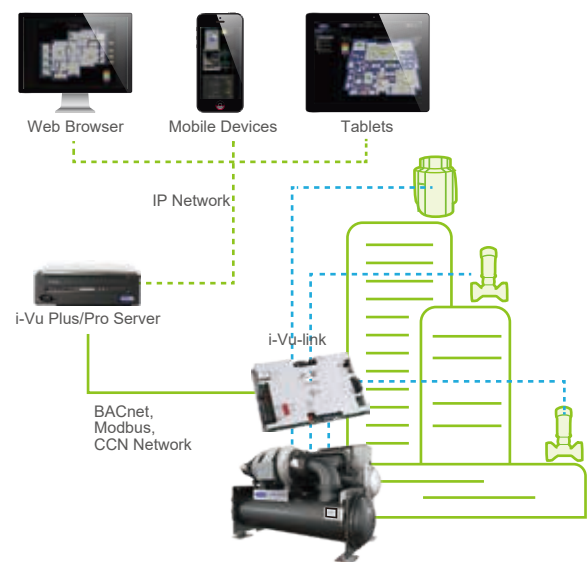 Web Browser
Mobile Devices
Tablets
IP Network
i-Vu Plus/Pro Server
i-Vu-link
BACnet,
Modbus,
CCN Network